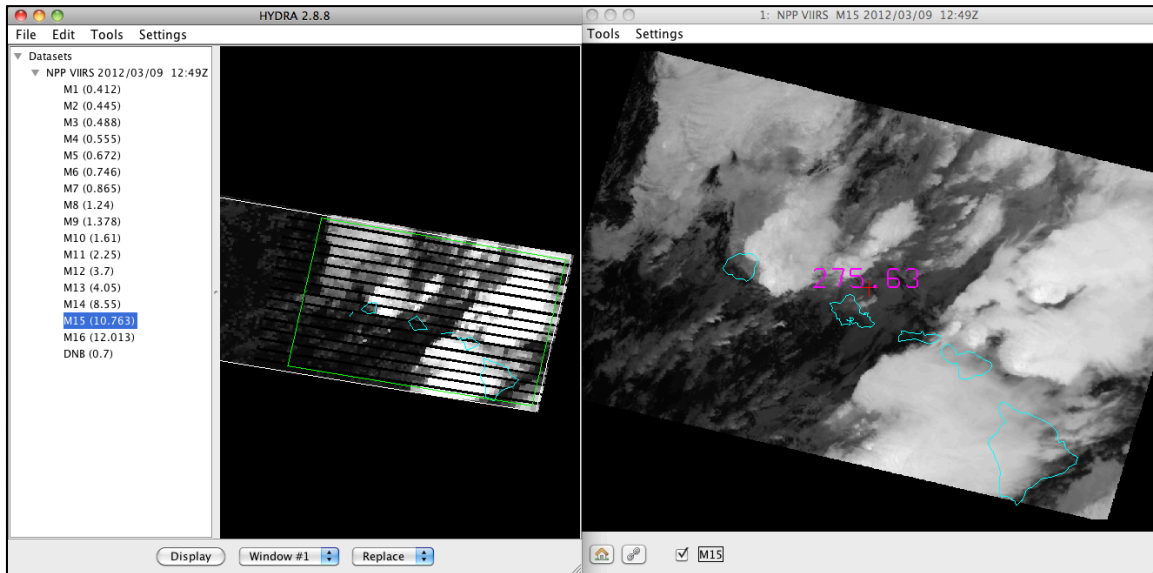 HYDRA 2.8.8
File Edit Tools Settings
Datasets
NPP VIIRS 2012/03/09 12:49Z
M1 (0.412)
M2 (0.445)
M3 (0.488)
M4 (0.555)
M5 (0.672)
M6 (0.746)
M7 (0.865)
M8 (1.24)
M9 (1.378)
M10 (1.61)
M11 (2.25)
M12 (3.7)
M13 (4.05)
M14 (8.55)
M15 (10.763)
M16 (12.013)
DNB (0.7)
Display Window #1 Replace
1: NPP VIIRS M15 2012/03/09 12:49Z
Tools Settings
275.63
M15